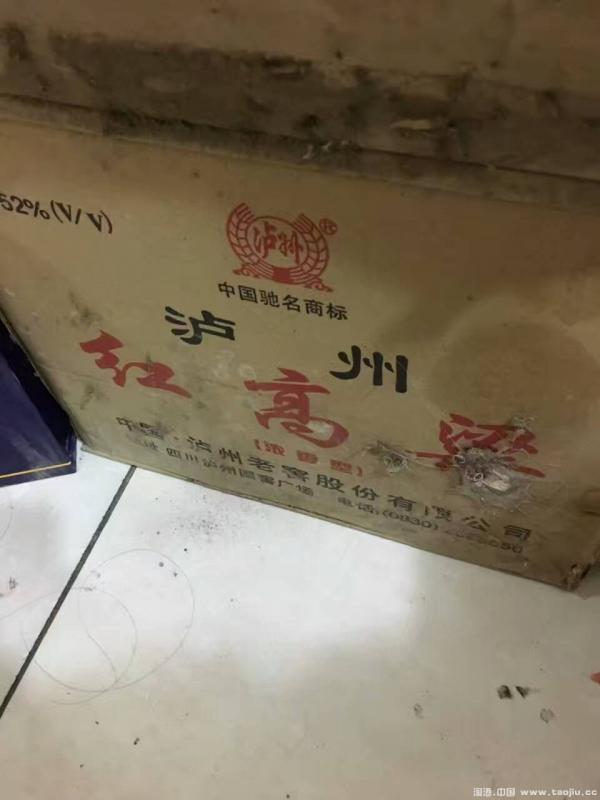 52%(V/V)
泸州
®
中国驰名商标
泸州
红高粱
(浓香型)
中国·泸州老窖股份有限公司
四川泸州国窖广场 电话:(0830)
淘酒.中国 www.taojiu.cc